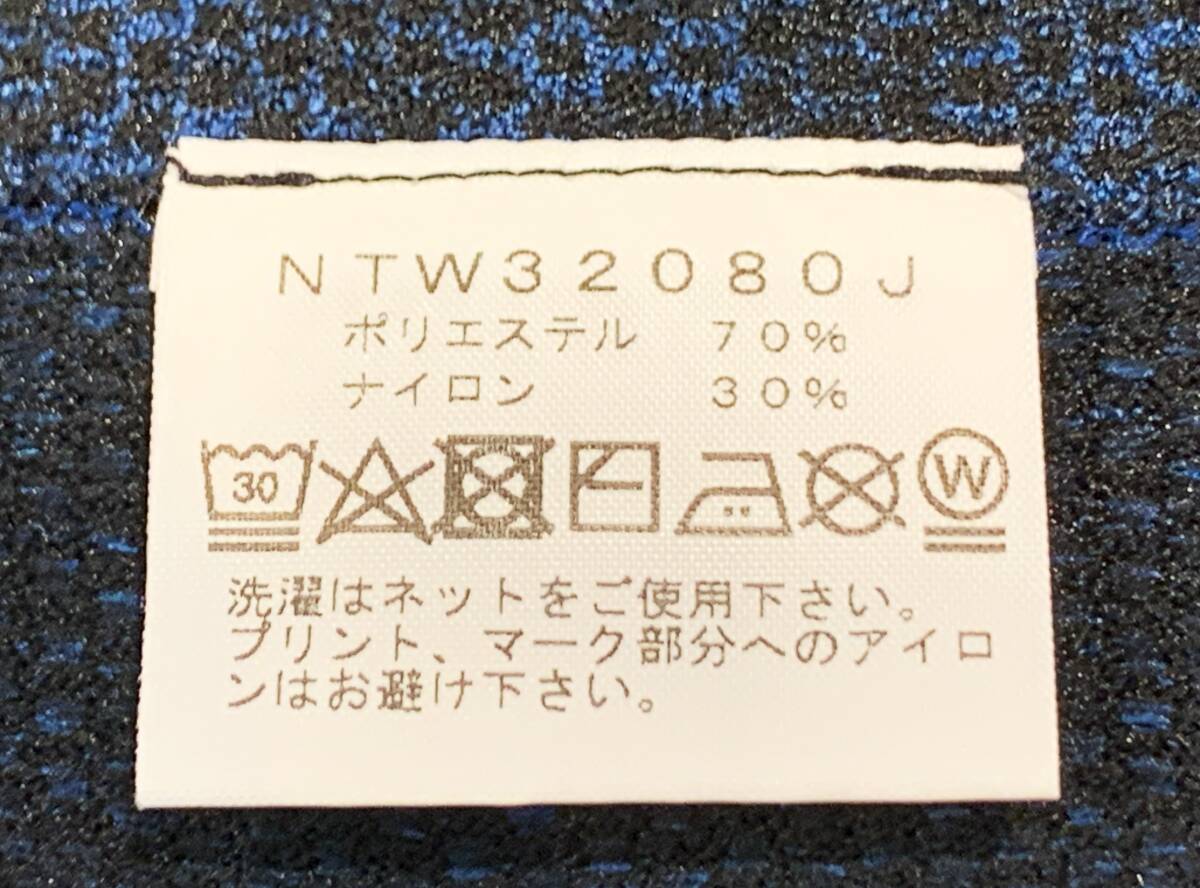 NTW32080J
ポリエステル 70%
ナイロン 30%
30 W
洗濯はネットをご使用下さい。
プリント、マーク部分へのアイロ
ンはお避け下さい。